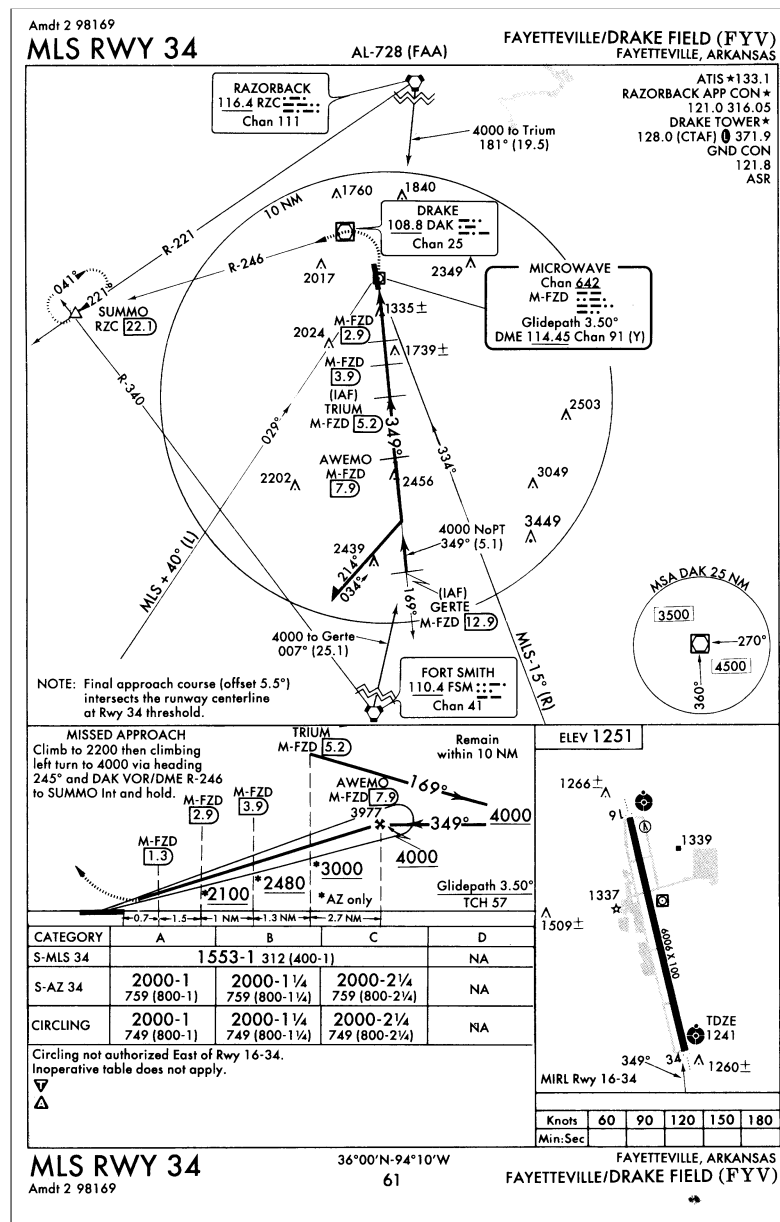 Amdt 2 98169
MLS RWY 34
AL-728 (FAA)
FAYETTEVILLE/DRAKE FIELD (FYV)
FAYETTEVILLE, ARKANSAS
ATIS ★133.1
RAZORBACK APP CON★
121.0 316.05
DRAKE TOWER★
128.0 (CTAF) L 371.9
GND CON
121.8
ASR
RAZORBACK
116.4 RZC
Chan 111
4000 to Trium
181° (19.5)
10 NM
1760
1840
DRAKE
108.8 DAK
Chan 25
R-221
R-246
2017
2349
041°
221°
SUMMO
RZC 22.1
MICROWAVE
Chan 642
M-FZD
Glidepath 3.50°
DME 114.45 Chan 91 (Y)
1335±
M-FZD
2.9
2024
1739±
M-FZD
3.9
(IAF)
TRIUM
M-FZD 5.2
R-340
029°
349°
334°
2503
AWEMO
M-FZD
7.9
2202
2456
3049
3449
4000 NoPT
349° (5.1)
2439
214°
034°
MLS + 40° (L)
169°
(IAF)
GERTE
M-FZD 12.9
4000 to Gerte
007° (25.1)
MLS-15° (R)
FORT SMITH
110.4 FSM
Chan 41
MSA DAK 25 NM
3500
270°
4500
360°
NOTE: Final approach course (offset 5.5°)
intersects the runway centerline
at Rwy 34 threshold.
MISSED APPROACH
Climb to 2200 then climbing
left turn to 4000 via heading
245° and DAK VOR/DME R-246
to SUMMO Int and hold.
TRIUM
M-FZD 5.2
Remain
within 10 NM
AWEMO
M-FZD 7.9
3977
169°
349°
4000
4000
M-FZD
3.9
M-FZD
2.9
M-FZD
1.3
*2100
*2480
*3000
*AZ only
Glidepath 3.50°
TCH 57
0.7
1.5
1 NM
1.3 NM
2.7 NM
CATEGORY A B C D
S-MLS 34 1553-1 312 (400-1) NA
S-AZ 34 2000-1 2000-1¼ 2000-2¼ NA
759 (800-1) 759 (800-1¼) 759 (800-2¼)
CIRCLING 2000-1 2000-1¼ 2000-2¼ NA
749 (800-1) 749 (800-1¼) 749 (800-2¼)
Circling not authorized East of Rwy 16-34.
Inoperative table does not apply.
T
A
ELEV 1251
1266±
16
A
1339
1337
1509±
6006 X 100
TDZE
1241
349°
34
1260±
MIRL Rwy 16-34
Knots 60 90 120 150 180
Min:Sec
MLS RWY 34
Amdt 2 98169
36°00'N-94°10'W
61
FAYETTEVILLE, ARKANSAS
FAYETTEVILLE/DRAKE FIELD (FYV)